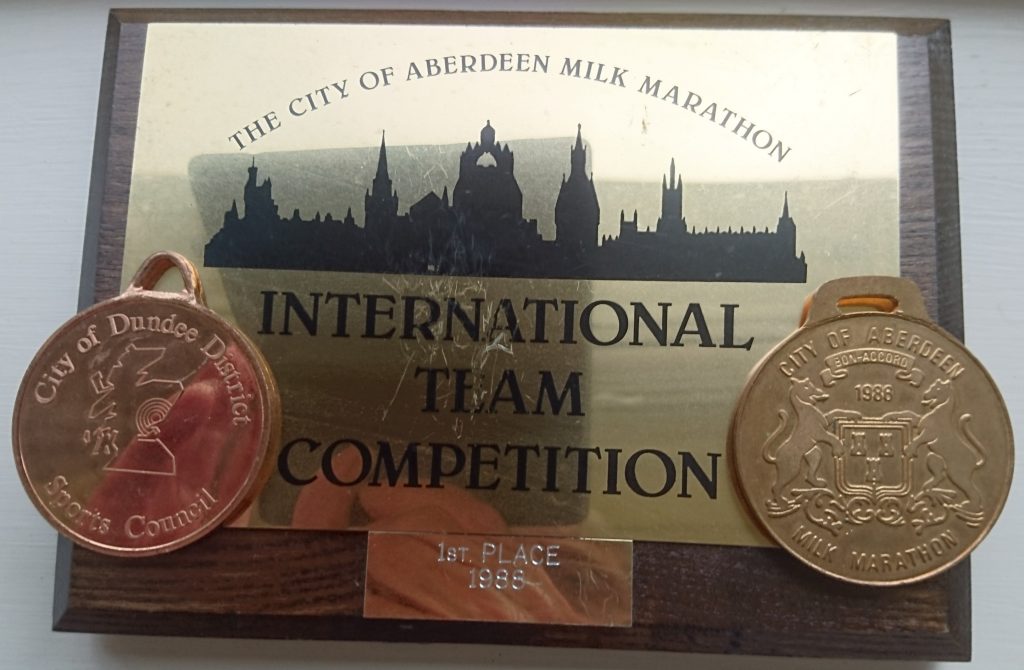 THE CITY OF ABERDEEN MILK MARATHON
INTERNATIONAL
TEAM
COMPETITION
1ST. PLACE
1986
City of Dundee District
Sports Council
CITY OF ABERDEEN
BON-ACCORD
1986
MILK MARATHON